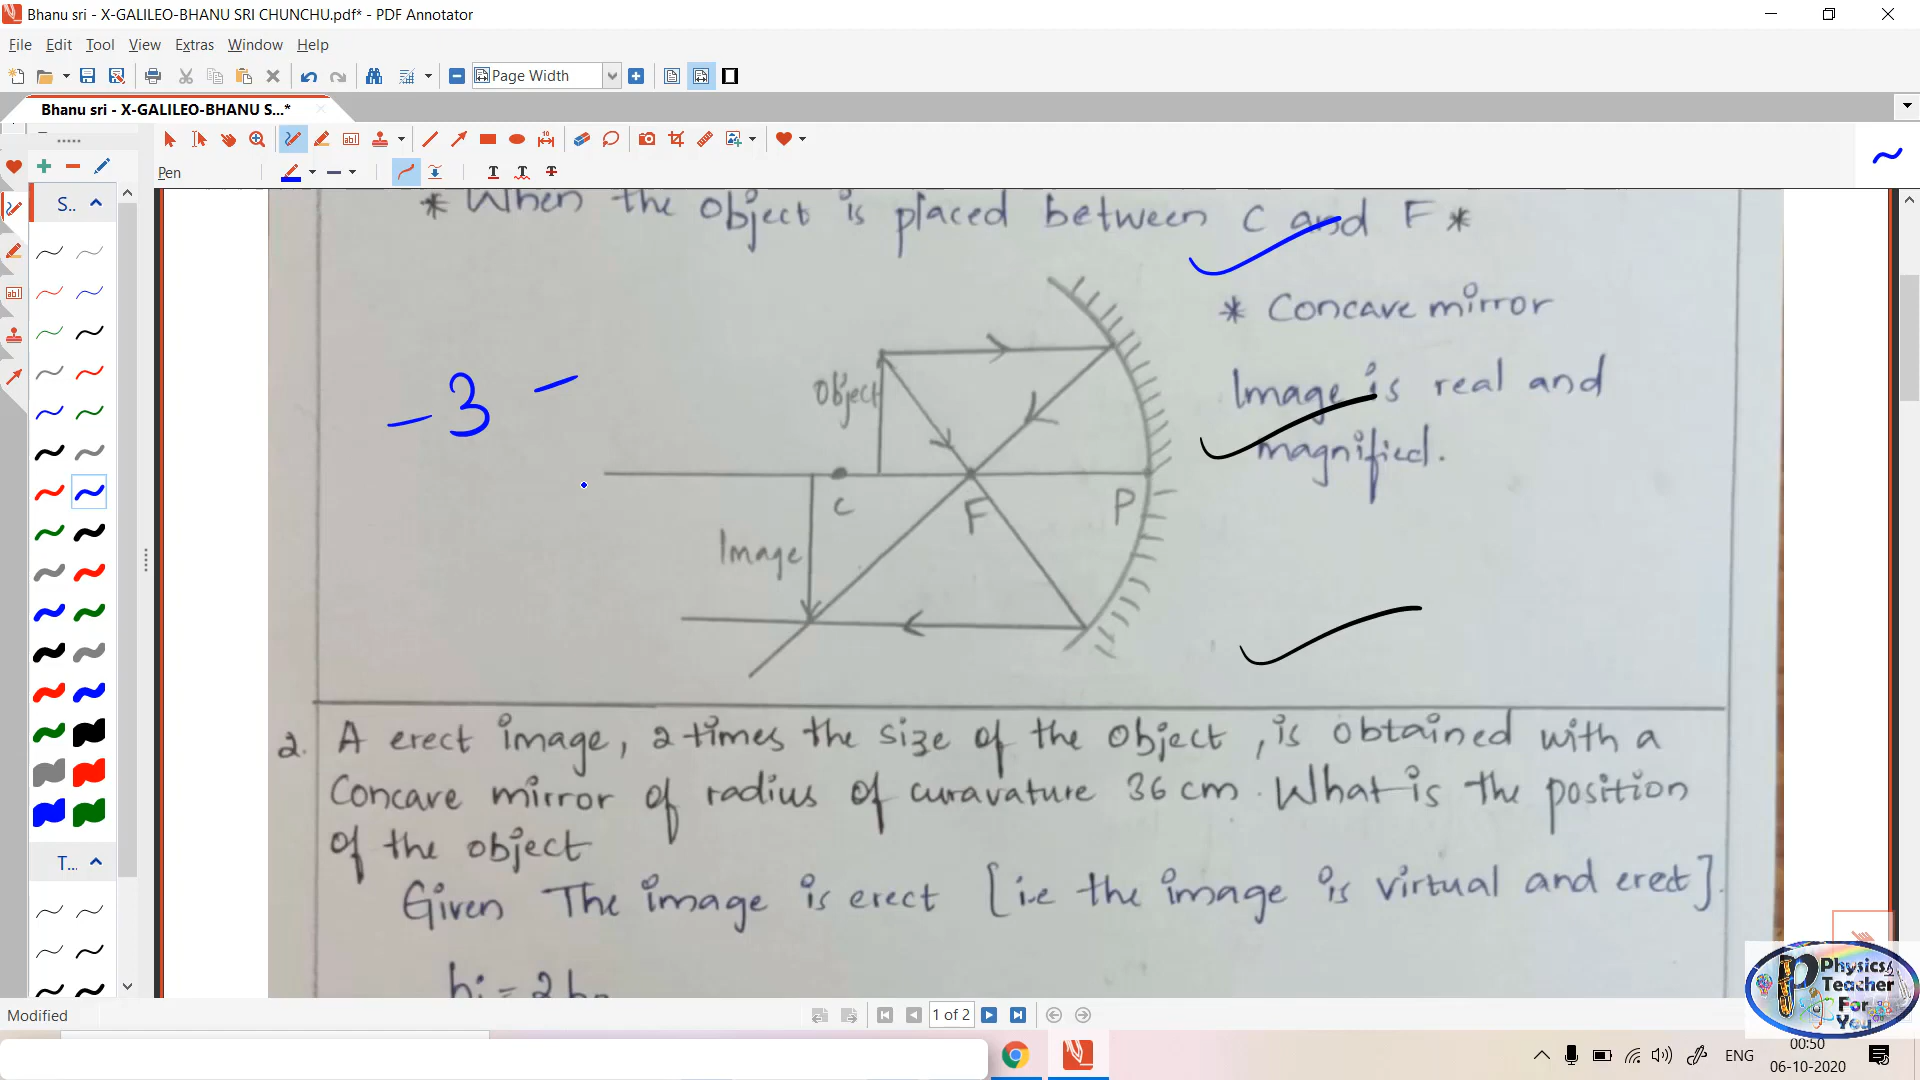 Bhanu sri - X-GALILEO-BHANU SRI CHUNCHU.pdf* - PDF Annotator
File Edit Tool View Extras Window Help
Page Width
Bhanu sri - X-GALILEO-BHANU S...*
Pen
S..
* When the object is placed between C and F *
* Concave mirror
Image is real and
magnified.
- 3 -
Object
C
F
P
Image
2. A erect image, 2 times the size of the object, is obtained with a
Concave mirror of radius of curavature 36 cm. What is the position
of the object
Given The image is erect [i.e the image is virtual and erect].
hi = 2 ho
T...
Physics
Teacher
For
You
Modified
1 of 2
ENG
00:50
06-10-2020